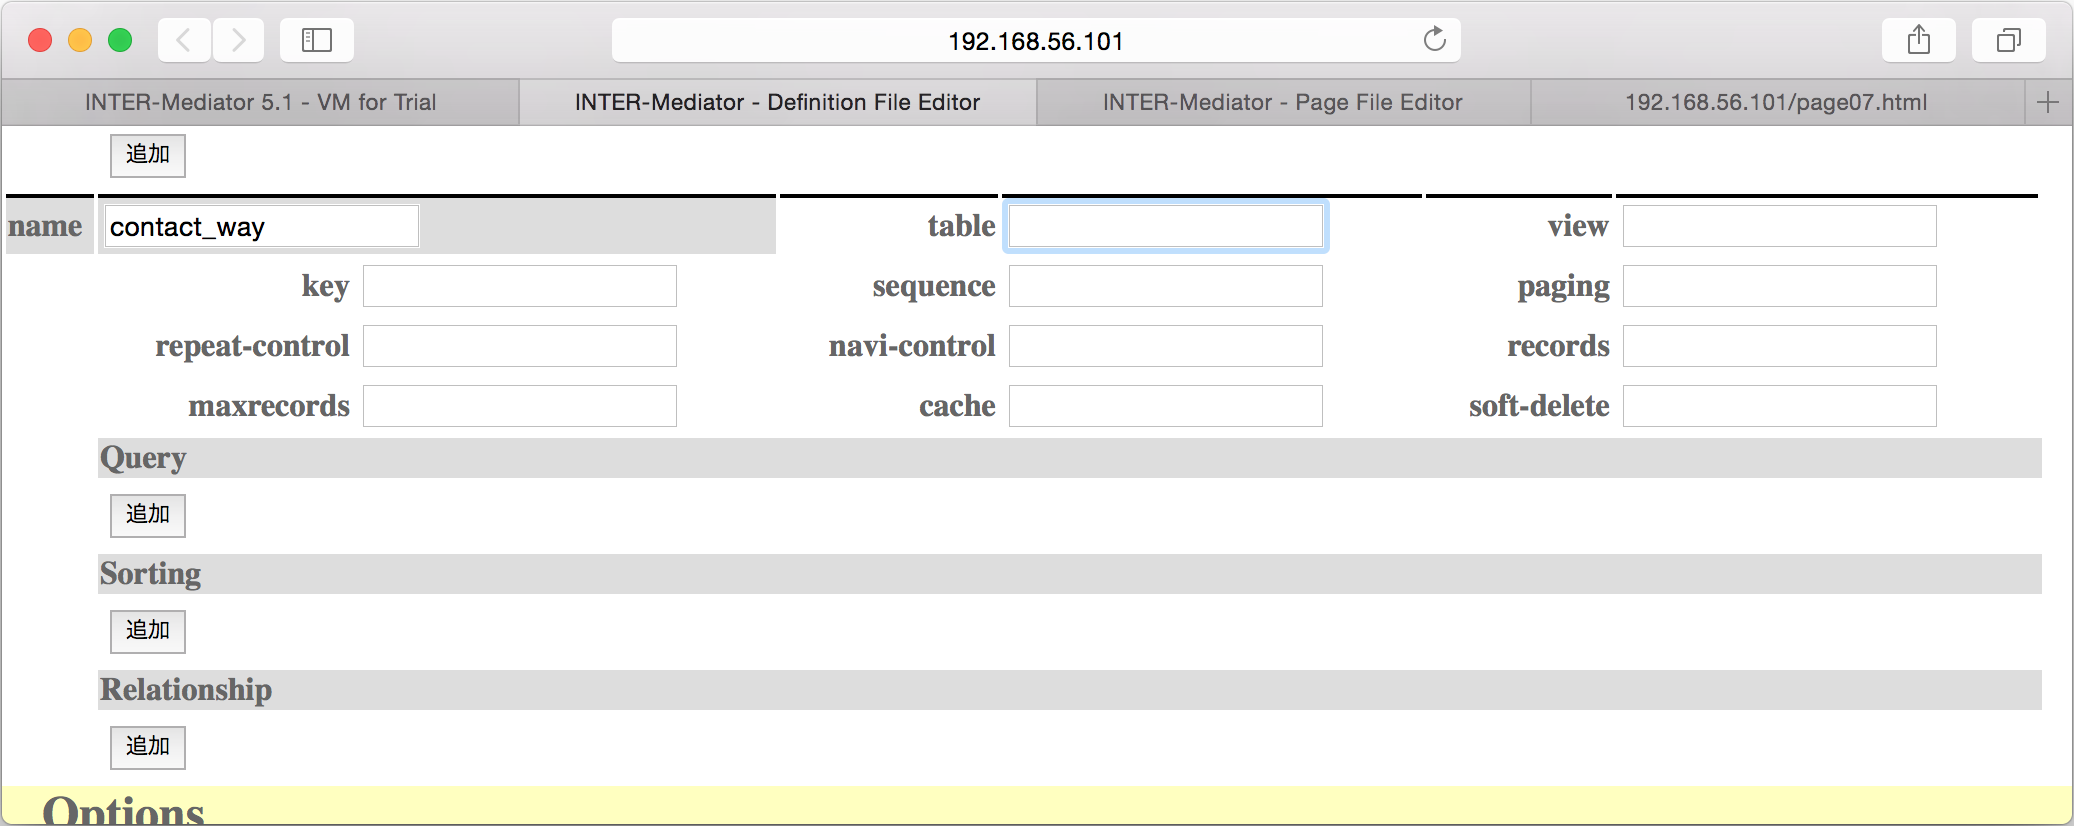 192.168.56.101
INTER-Mediator 5.1 - VM for Trial
INTER-Mediator - Definition File Editor
INTER-Mediator - Page File Editor
192.168.56.101/page07.html
追加
name contact_way table view
key sequence paging
repeat-control navi-control records
maxrecords cache soft-delete
Query
追加
Sorting
追加
Relationship
追加
Options